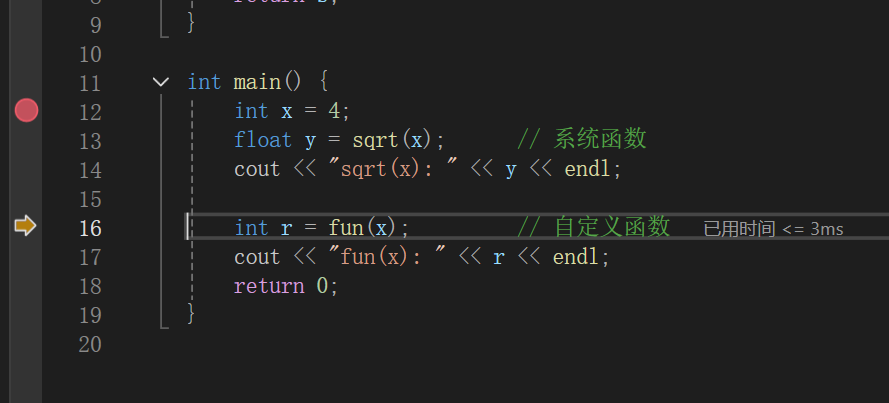 9 }
10
11 int main() {
12 int x = 4;
13 float y = sqrt(x); // 系统函数
14 cout << "sqrt(x): " << y << endl;
15
16 int r = fun(x); // 自定义函数 已用时间 <= 3ms
17 cout << "fun(x): " << r << endl;
18 return 0;
19 }
20